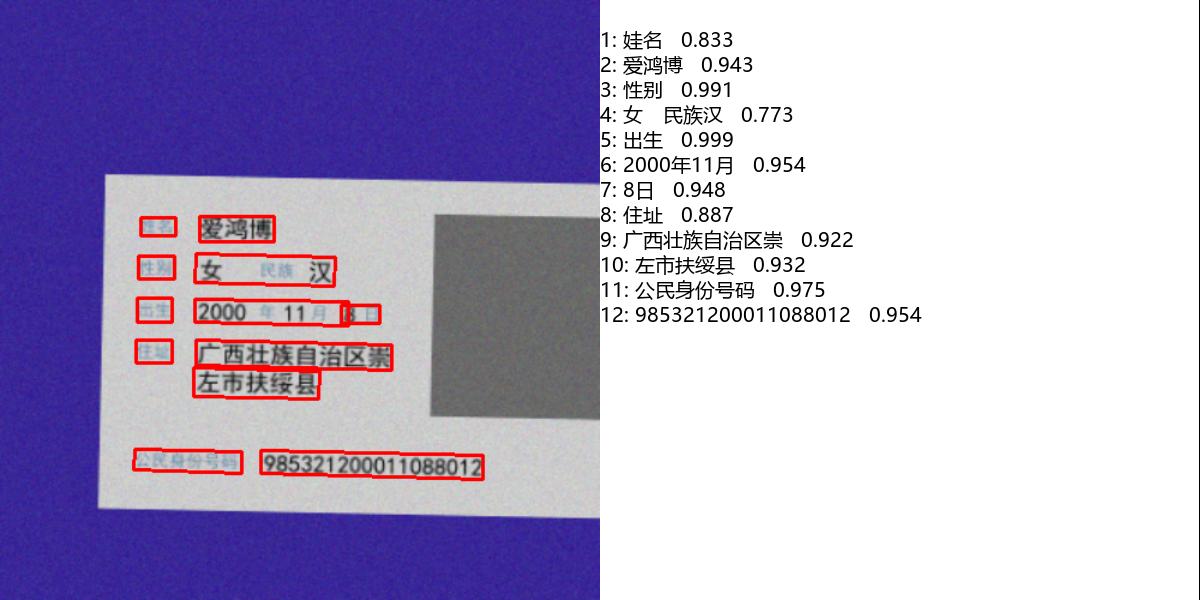 姓名 爱鸿博
性别 女 民族 汉
出生 2000 年 11 月 8 日
住址 广西壮族自治区崇
左市扶绥县
公民身份号码 985321200011088012
1: 娃名 0.833
2: 爱鸿博 0.943
3: 性别 0.991
4: 女 民族汉 0.773
5: 出生 0.999
6: 2000年11月 0.954
7: 8日 0.948
8: 住址 0.887
9: 广西壮族自治区崇 0.922
10: 左市扶绥县 0.932
11: 公民身份号码 0.975
12: 985321200011088012 0.954